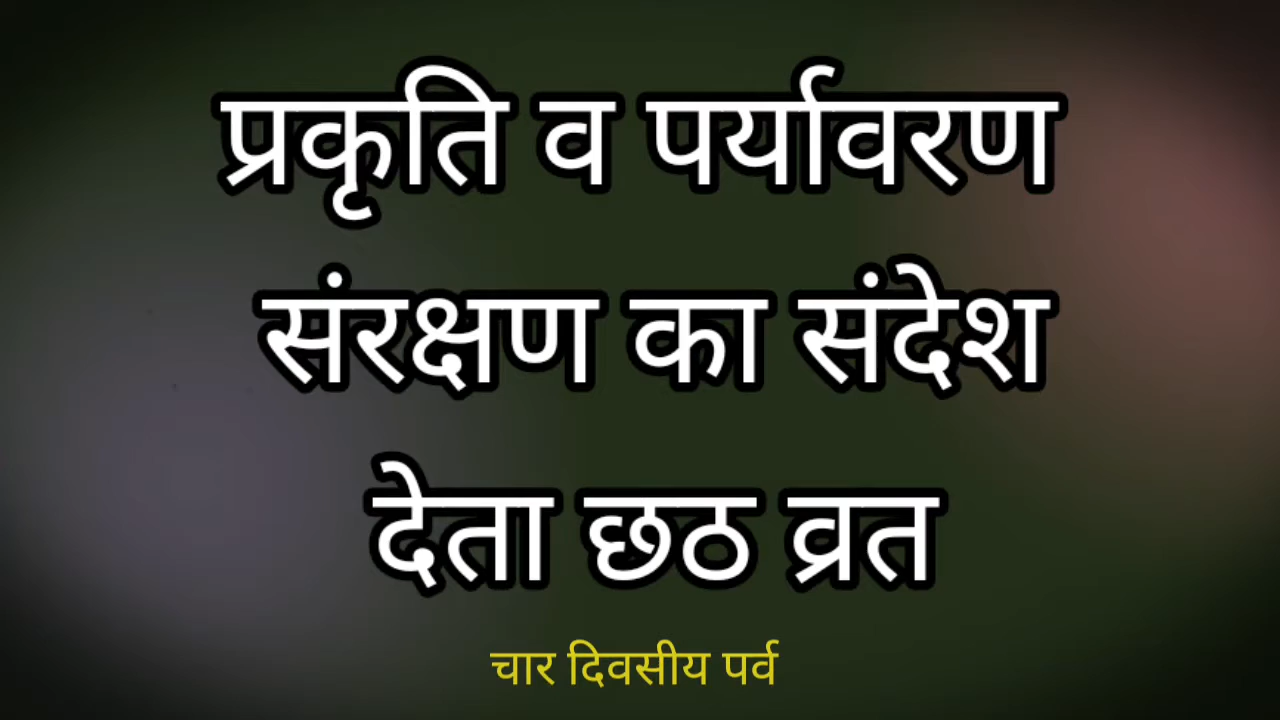 प्रकृति व पर्यावरण
संरक्षण का संदेश
देता छठ व्रत
चार दिवसीय पर्व